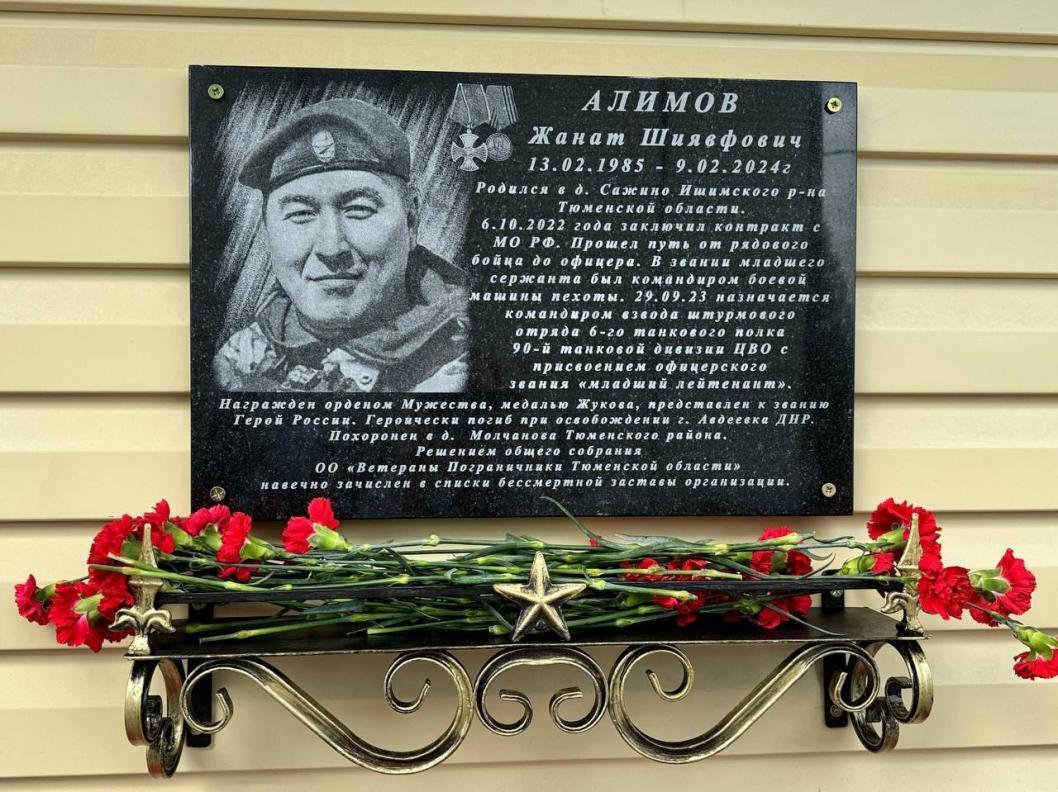 АЛИМОВ
Жанат Шиявфович
13.02.1985 - 9.02.2024г
Родился в д. Сажино Ишимского р-на
Тюменской области.
6.10.2022 года заключил контракт с
МО РФ. Прошел путь от рядового
бойца до офицера. В звании младшего
сержанта был командиром боевой
машины пехоты. 29.09.23 назначается
командиром взвода штурмового
отряда 6-го танкового полка
90-й танковой дивизии ЦВО с
присвоением офицерского
звания «младший лейтенант».
Награжден орденом Мужества, медалью Жукова, представлен к званию
Герой России. Героически погиб при освобождении г. Авдеевка ДНР.
Похоронен в д. Молчанова Тюменского района.
Решением общего собрания
ОО «Ветераны Пограничники Тюменской области»
навечно зачислен в списки бессмертной заставы организации.